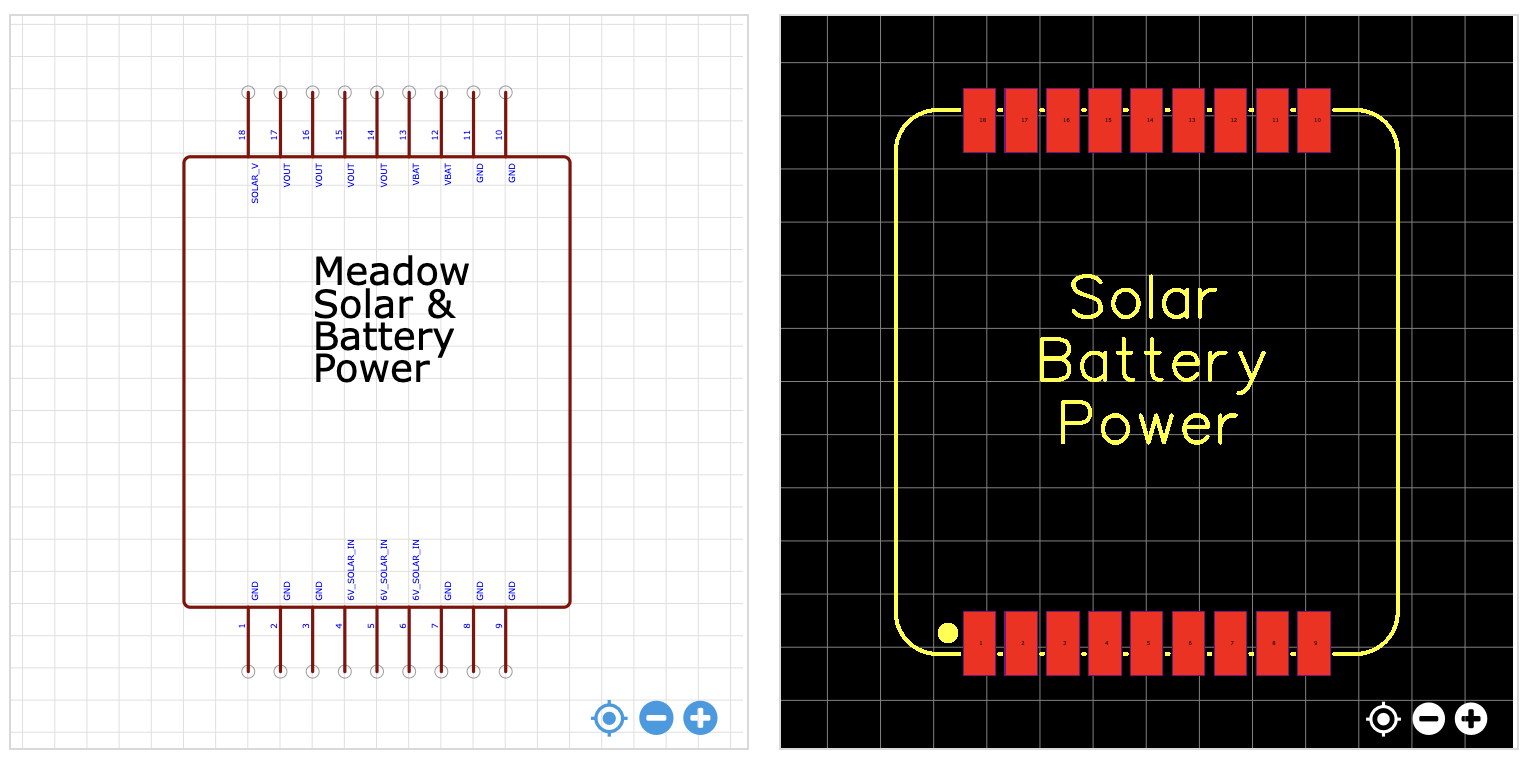 18 17 16 15 14 13 12 11 10
SOLAR_V VOUT VOUT VOUT VOUT VBAT VBAT GND GND
Meadow
Solar &
Battery
Power
GND GND GND 6V_SOLAR_IN 6V_SOLAR_IN 6V_SOLAR_IN GND GND GND
1 2 3 4 5 6 7 8 9
18 17 16 15 14 13 12 11 10
Solar
Battery
Power
1 2 3 4 5 6 7 8 9